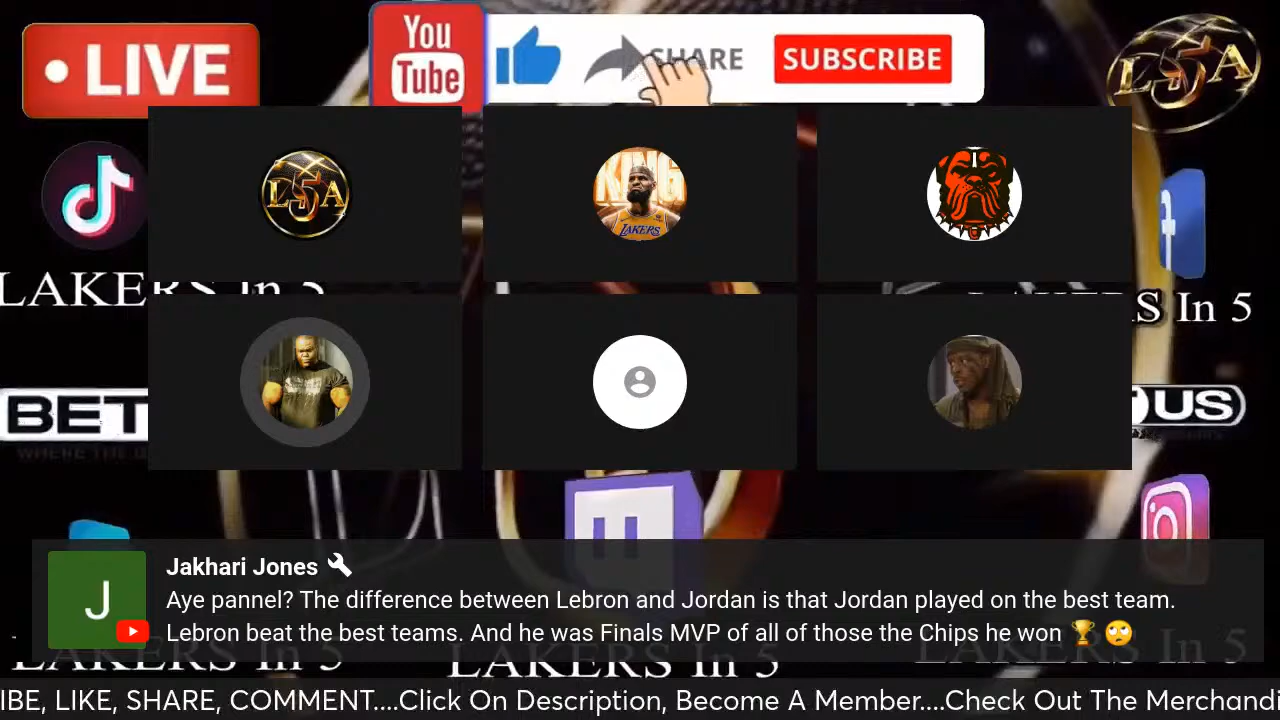 LIVE
You
Tube
SHARE
SUBSCRIBE
L5A
L5A
KING
LAKERS
LAKERS In 5
LAKERS In 5
BET
US
Jakhari Jones
J
Aye pannel? The difference between Lebron and Jordan is that Jordan played on the best team.
Lebron beat the best teams. And he was Finals MVP of all of those the Chips he won 🏆🙄
LAKERS In 5
LAKERS In 5
LAKERS In 5
IBE, LIKE, SHARE, COMMENT....Click On Description, Become A Member....Check Out The Merchandi